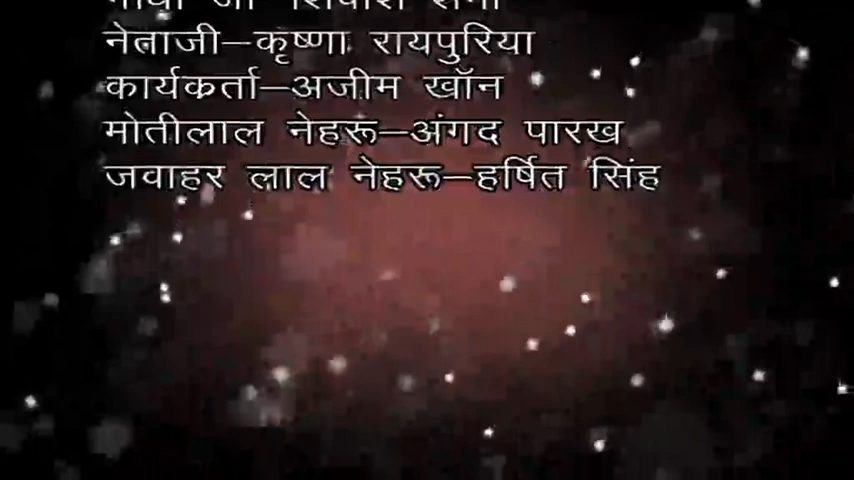 नेताजी–कृष्णा रायपुरिया
कार्यकर्ता–अजीम खॉन
मोतीलाल नेहरू–अंगद पारख
जवाहर लाल नेहरू–हर्षित सिंह